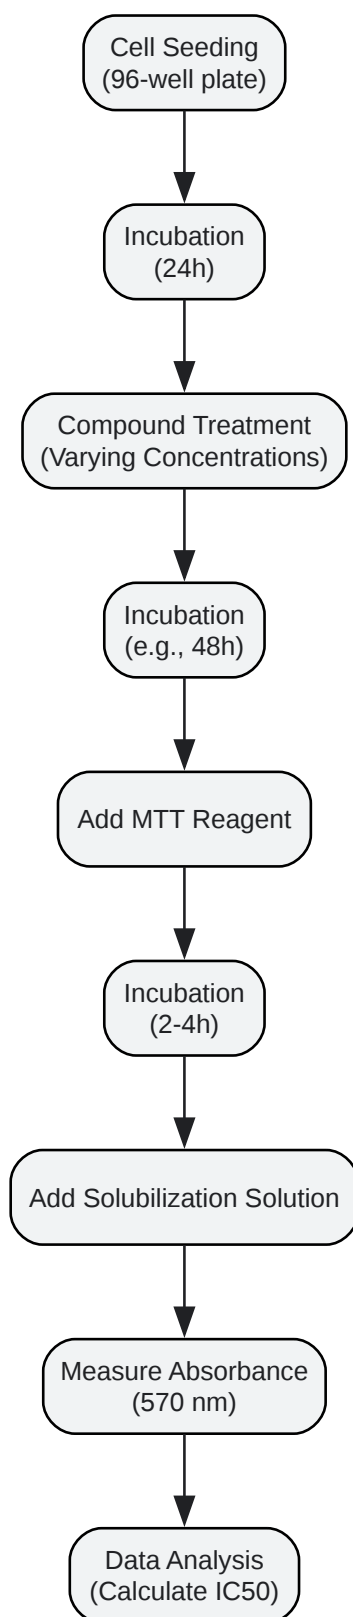 Cell Seeding
(96-well plate)
Incubation
(24h)
Compound Treatment
(Varying Concentrations)
Incubation
(e.g., 48h)
Add MTT Reagent
Incubation
(2-4h)
Add Solubilization Solution
Measure Absorbance
(570 nm)
Data Analysis
(Calculate IC50)